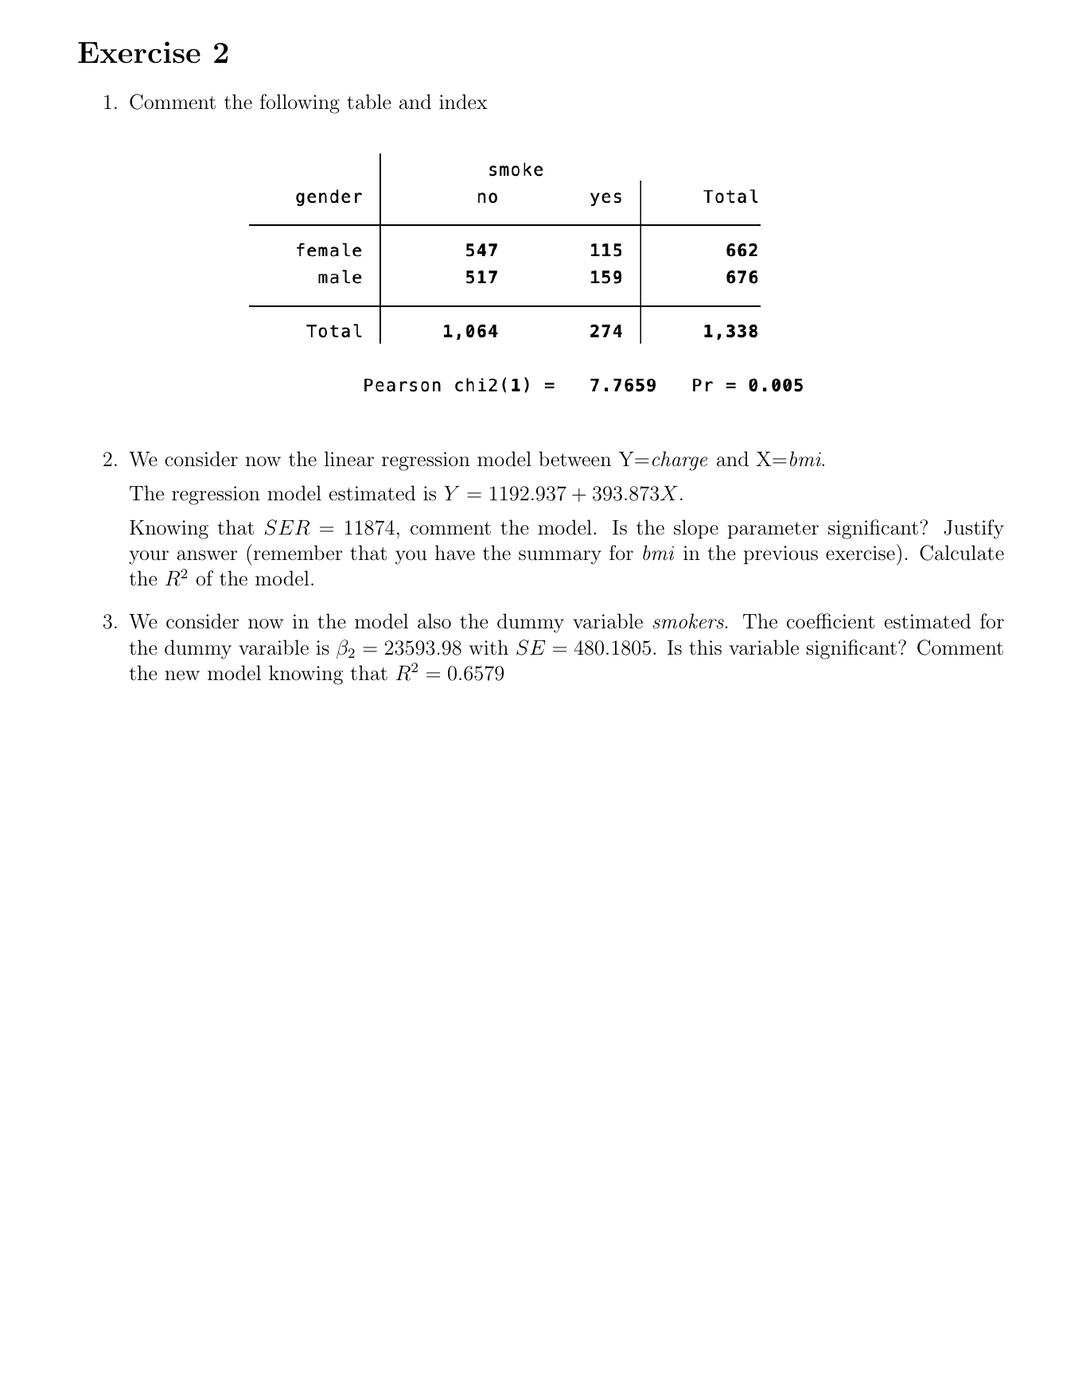 Exercise 2
1. Comment the following table and index
smoke
gender no yes Total
female 547 115 662
male 517 159 676
Total 1,064 274 1,338
Pearson chi2(1) = 7.7659 Pr = 0.005
2. We consider now the linear regression model between Y=charge and X=bmi.
The regression model estimated is Y = 1192.937 + 393.873X.
Knowing that SER = 11874, comment the model. Is the slope parameter significant? Justify
your answer (remember that you have the summary for bmi in the previous exercise). Calculate
the R² of the model.
3. We consider now in the model also the dummy variable smokers. The coefficient estimated for
the dummy varaible is β₂ = 23593.98 with SE = 480.1805. Is this variable significant? Comment
the new model knowing that R² = 0.6579